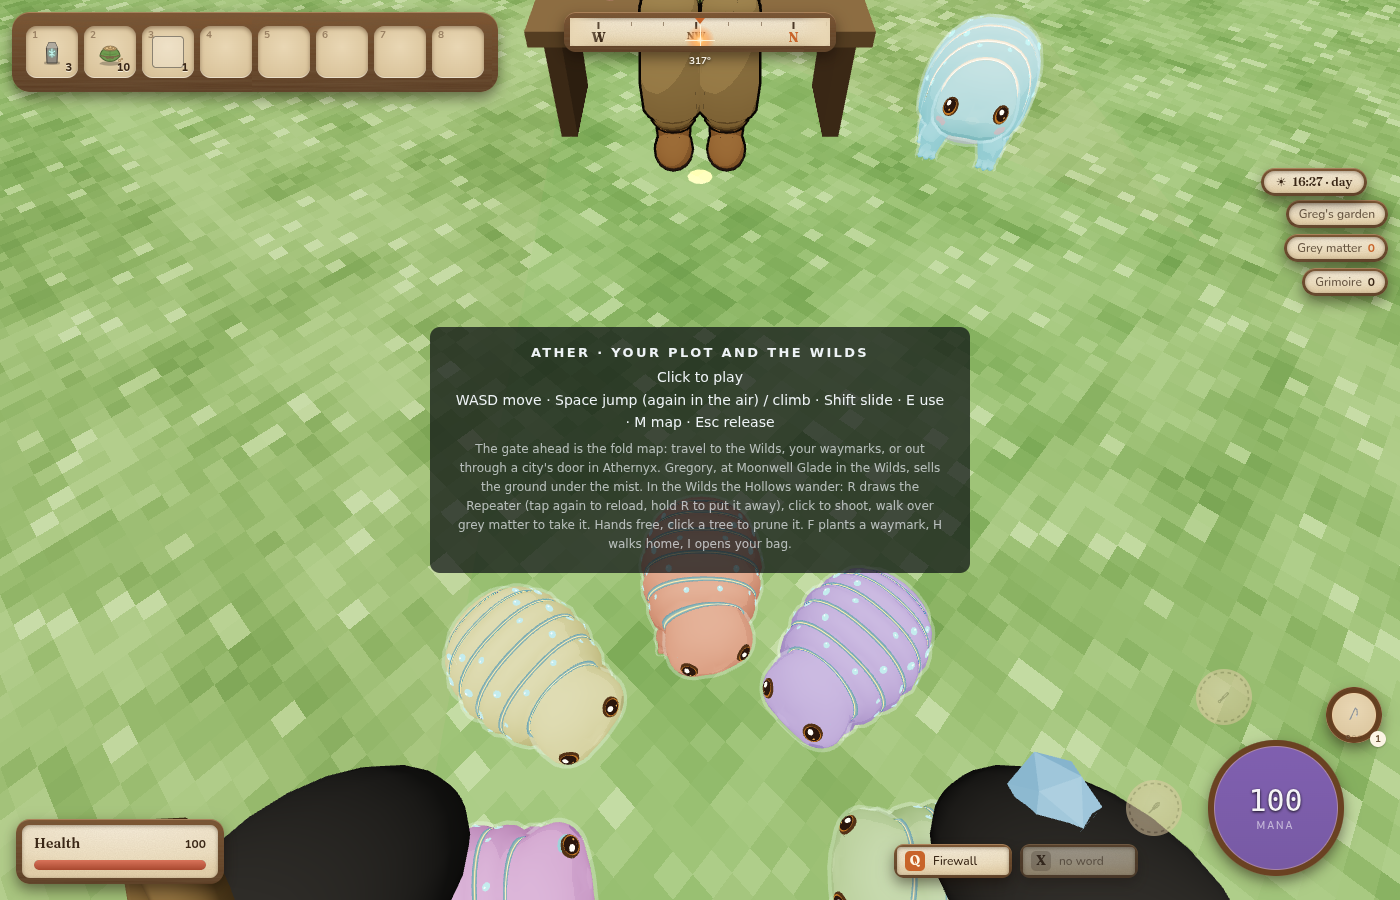 1
2
3
4
5
6
7
8
3
10
1
W
N
317°
16:27 · day
Greg's garden
Grey matter 0
Grimoire 0
ATHER · YOUR PLOT AND THE WILDS
Click to play
WASD move · Space jump (again in the air) / climb · Shift slide · E use
· M map · Esc release
The gate ahead is the fold map: travel to the Wilds, your waymarks, or out
through a city's door in Athernyx. Gregory, at Moonwell Glade in the Wilds, sells
the ground under the mist. In the Wilds the Hollows wander: R draws the
Repeater (tap again to reload, hold R to put it away), click to shoot, walk over
grey matter to take it. Hands free, click a tree to prune it. F plants a waymark, H
walks home, I opens your bag.
1
100
MANA
Health 100
Q Firewall
X no word